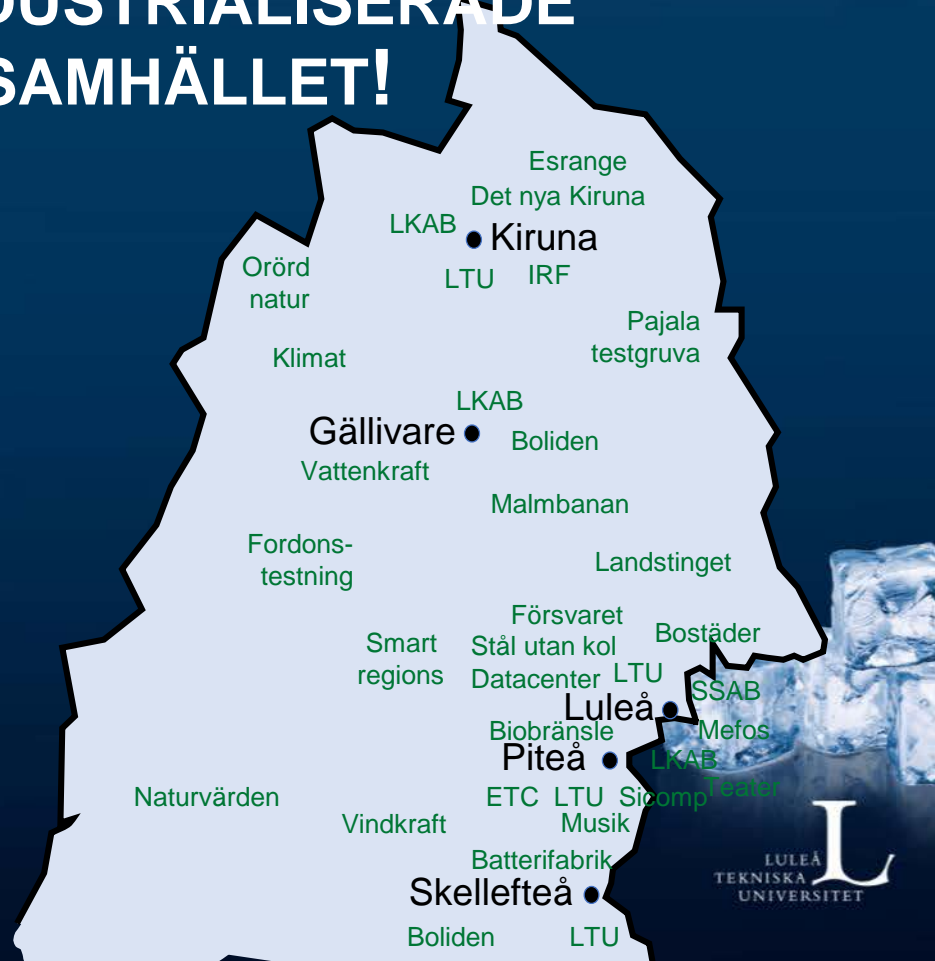 DUSTRIALISERADE
SAMHÄLLET!
Esrange
Det nya Kiruna
LKAB
Kiruna
LTU IRF
Orörd
natur
Pajala
testgruva
Klimat
LKAB
Gällivare
Boliden
Vattenkraft
Malmbanan
Fordons-
testning
Landstinget
Försvaret
Bostäder
Smart
regions
Stål utan kol
Datacenter LTU
SSAB
Luleå
Biobränsle
Mefos
Piteå
LKAB
Teater
Naturvärden
ETC LTU Sicomp
Vindkraft
Musik
Batterifabrik
Skellefteå
Boliden LTU
LULEÅ
TEKNISKA
UNIVERSITET
L